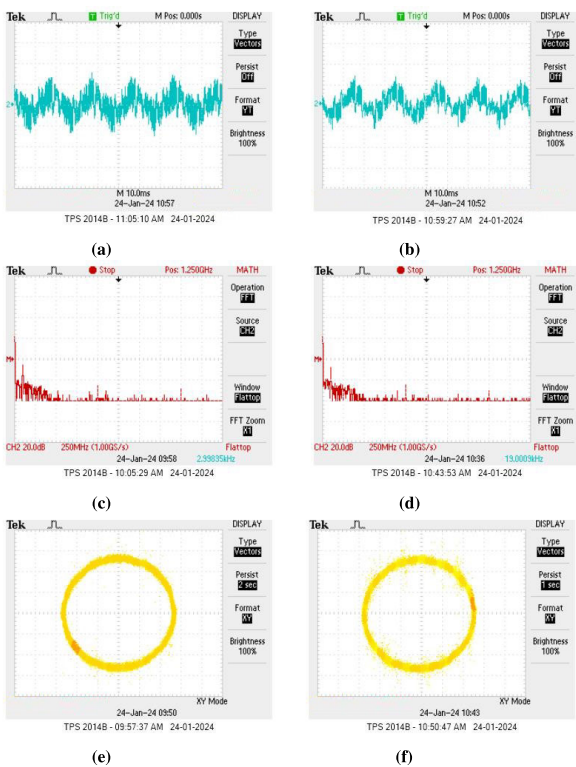 Tek Trig'd M Pos: 0.000s DISPLAY
Type
Vectors
Persist
Off
Format
YT
Brightness
100%
2
M 10.0ms
24-Jan-24 10:57
TPS 2014B - 11:05:10 AM 24-01-2024
(a)
Tek Trig'd M Pos: 0.000s DISPLAY
Type
Vectors
Persist
Off
Format
YT
Brightness
100%
2
M 10.0ms
24-Jan-24 10:52
TPS 2014B - 10:59:27 AM 24-01-2024
(b)
Tek Stop Pos: 1.250GHz MATH
Operation
FFT
Source
CH2
M
Window
Flattop
FFT Zoom
X1
CH2 20.0dB 250MHz (1.00GS/s) Flattop
24-Jan-24 09:58 2.99835kHz
TPS 2014B - 10:05:29 AM 24-01-2024
(c)
Tek Stop Pos: 1.250GHz MATH
Operation
FFT
Source
CH2
M
Window
Flattop
FFT Zoom
X1
CH2 20.0dB 250MHz (1.00GS/s) Flattop
24-Jan-24 10:36 19.0009kHz
TPS 2014B - 10:43:53 AM 24-01-2024
(d)
Tek DISPLAY
Type
Vectors
Persist
2 sec
Format
XY
Brightness
100%
XY Mode
24-Jan-24 09:50
TPS 2014B - 09:57:37 AM 24-01-2024
(e)
Tek DISPLAY
Type
Vectors
Persist
1 sec
Format
XY
Brightness
100%
XY Mode
24-Jan-24 10:43
TPS 2014B - 10:50:47 AM 24-01-2024
(f)